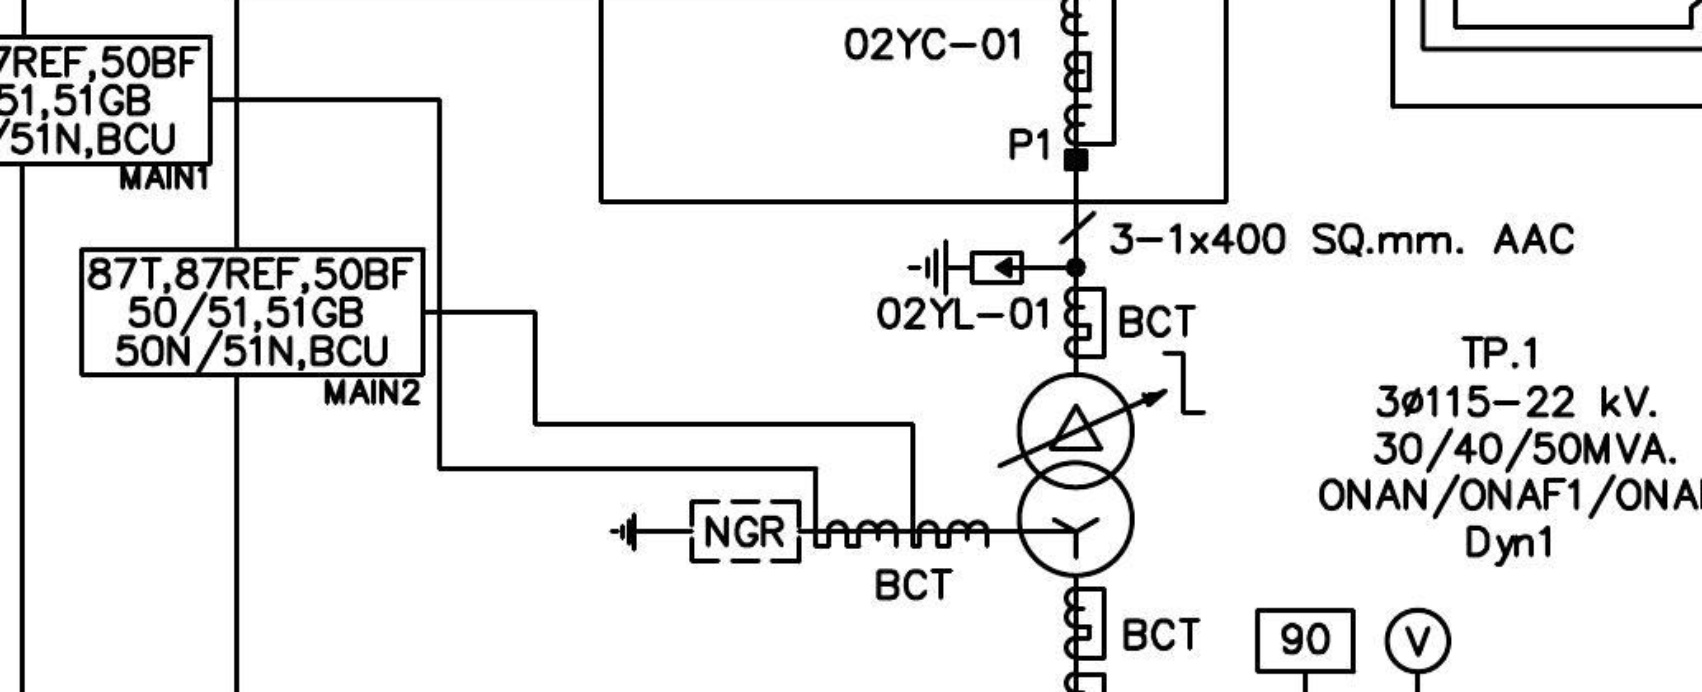 02YC-01
7REF,50BF
51,51GB
/51N,BCU
MAIN1
P1
3-1x400 SQ.mm. AAC
87T,87REF,50BF
50/51,51GB
50N/51N,BCU
MAIN2
02YL-01
BCT
TP.1
3ø115-22 kV.
30/40/50MVA.
ONAN/ONAF1/ONA
Dyn1
NGR
BCT
BCT
90
V